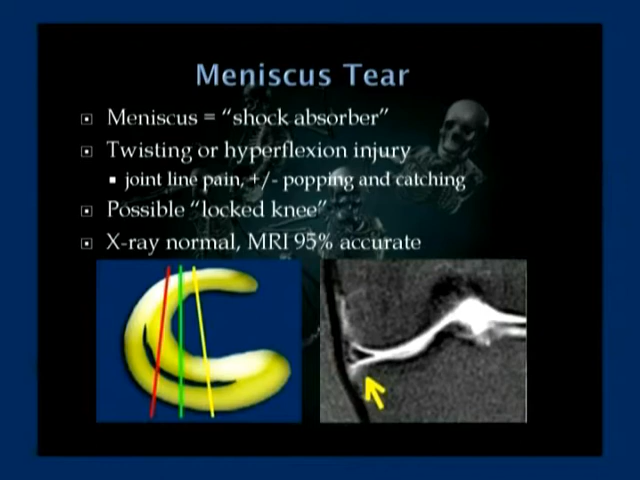 Meniscus Tear
Meniscus = “shock absorber”
Twisting or hyperflexion injury
joint line pain, +/- popping and catching
Possible “locked knee”
X-ray normal, MRI 95% accurate